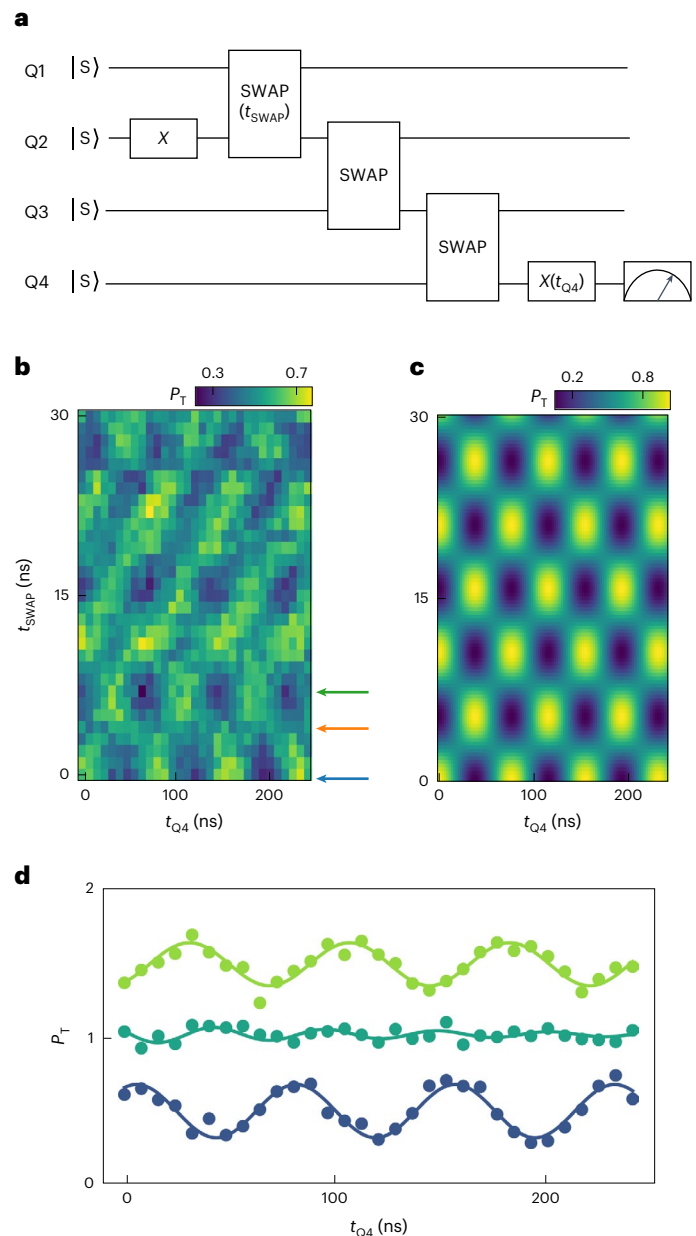 a
Q1 |S⟩
SWAP
(tSWAP)
Q2 |S⟩ X
SWAP
Q3 |S⟩
SWAP
Q4 |S⟩ X(tQ4)
b
PT 0.3 0.7
30
15
0
tSWAP (ns)
0 100 200
tQ4 (ns)
c
PT 0.2 0.8
30
15
0
0 100 200
tQ4 (ns)
d
2
1
0
PT
0 100 200
tQ4 (ns)